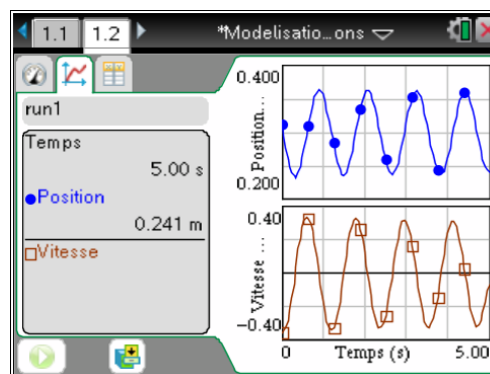 1.1 1.2 *Modelisatio…ons
run1
Temps
5.00 s
Position
0.241 m
Vitesse
0.400
Position…
0.200
0.40
Vitesse …
-0.40
0 Temps (s) 5.00